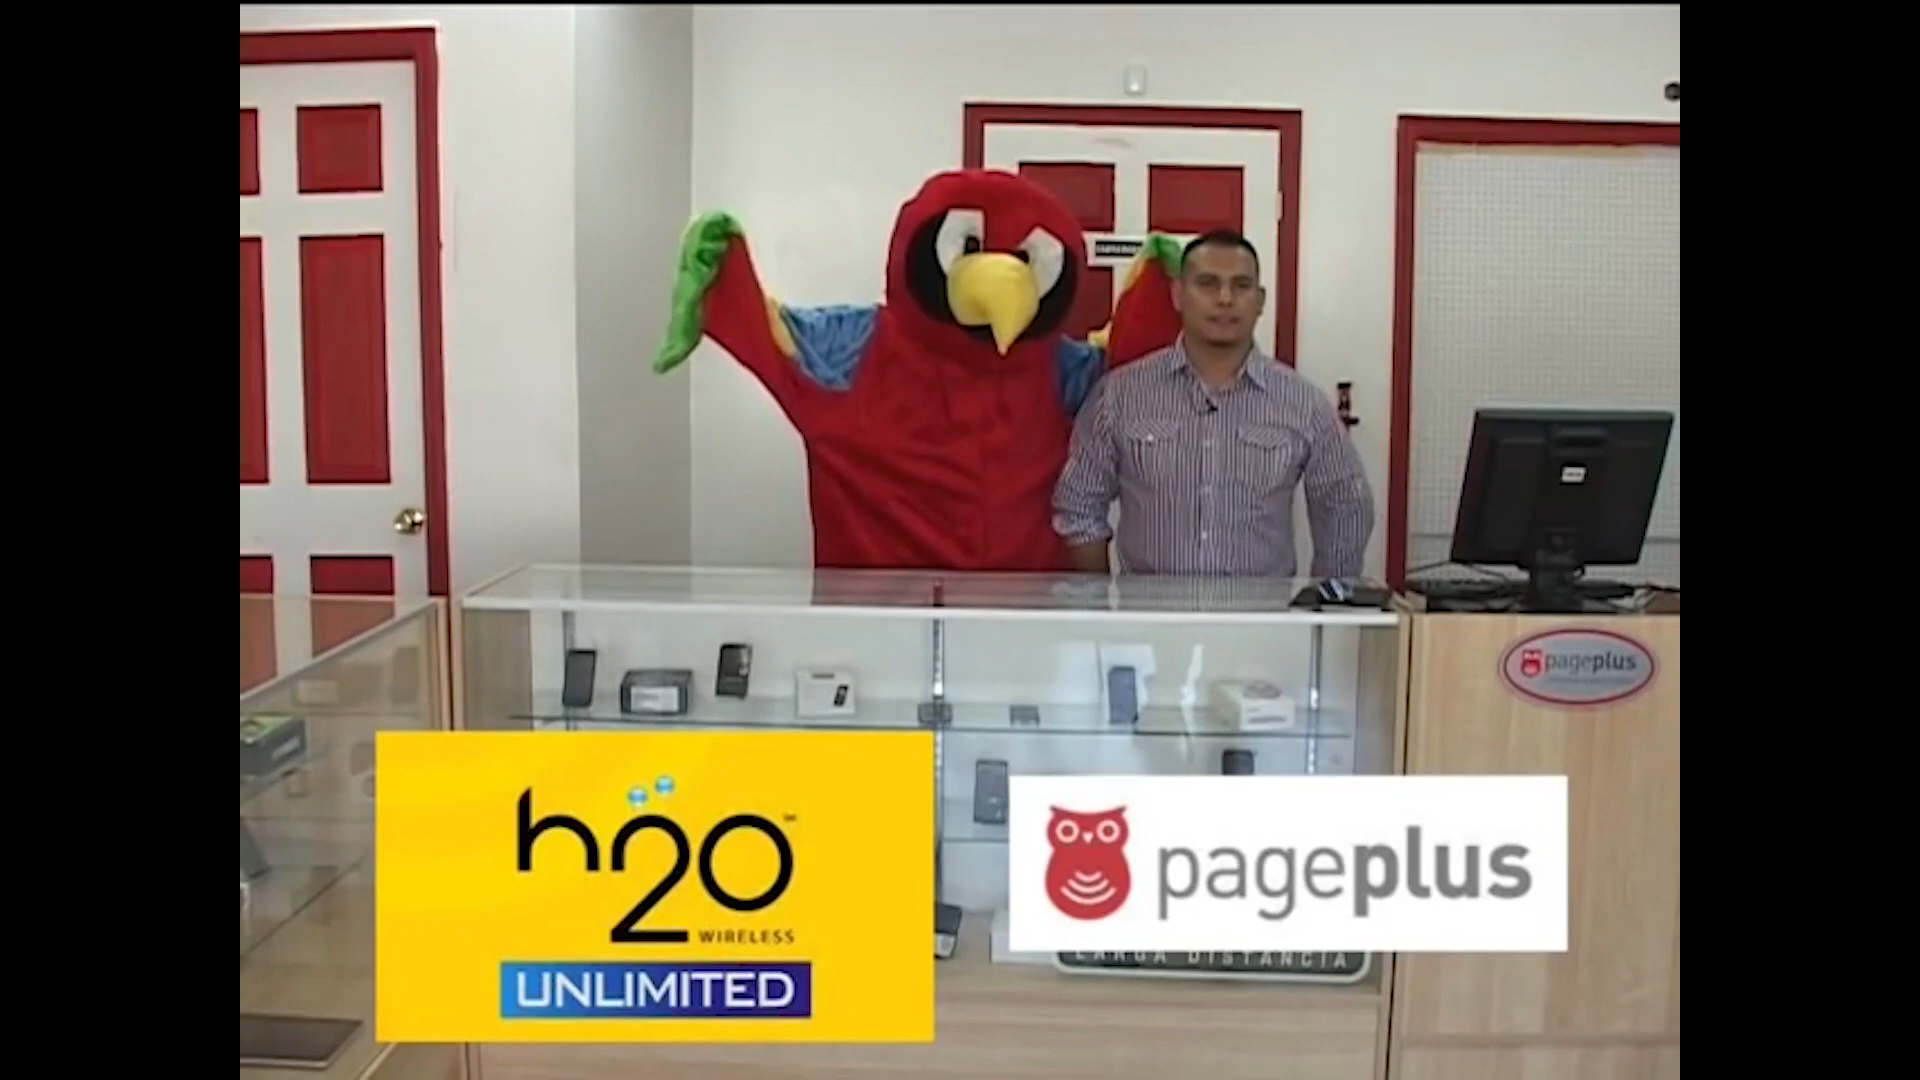 pageplus
h2o
WIRELESS
UNLIMITED
pageplus
LARGA DISTANCIA